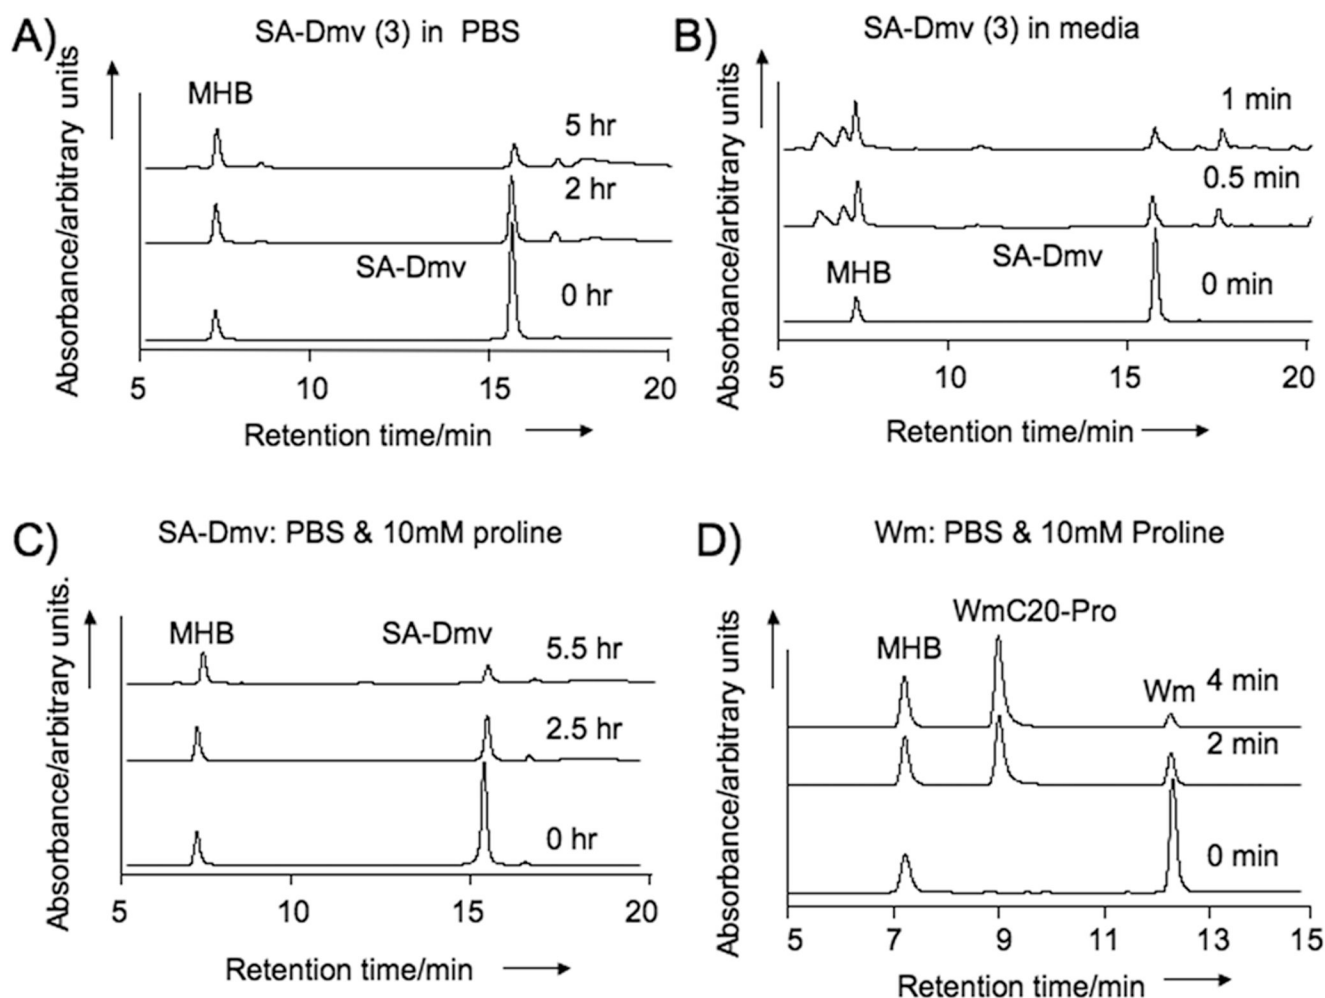 A)
SA-Dmv (3) in PBS
Absorbance/arbitrary units
MHB
5 hr
2 hr
SA-Dmv
0 hr
5 10 15 20
Retention time/min
B)
SA-Dmv (3) in media
Absorbance/arbitrary units
1 min
0.5 min
SA-Dmv
MHB
0 min
5 10 15 20
Retention time/min
C)
SA-Dmv: PBS & 10mM proline
Absorbance/arbitrary units.
MHB
SA-Dmv
5.5 hr
2.5 hr
0 hr
5 10 15 20
Retention time/min
D)
Wm: PBS & 10mM Proline
Absorbance/arbitrary units
WmC20-Pro
MHB
Wm
4 min
2 min
0 min
5 7 9 11 13 15
Retention time/min